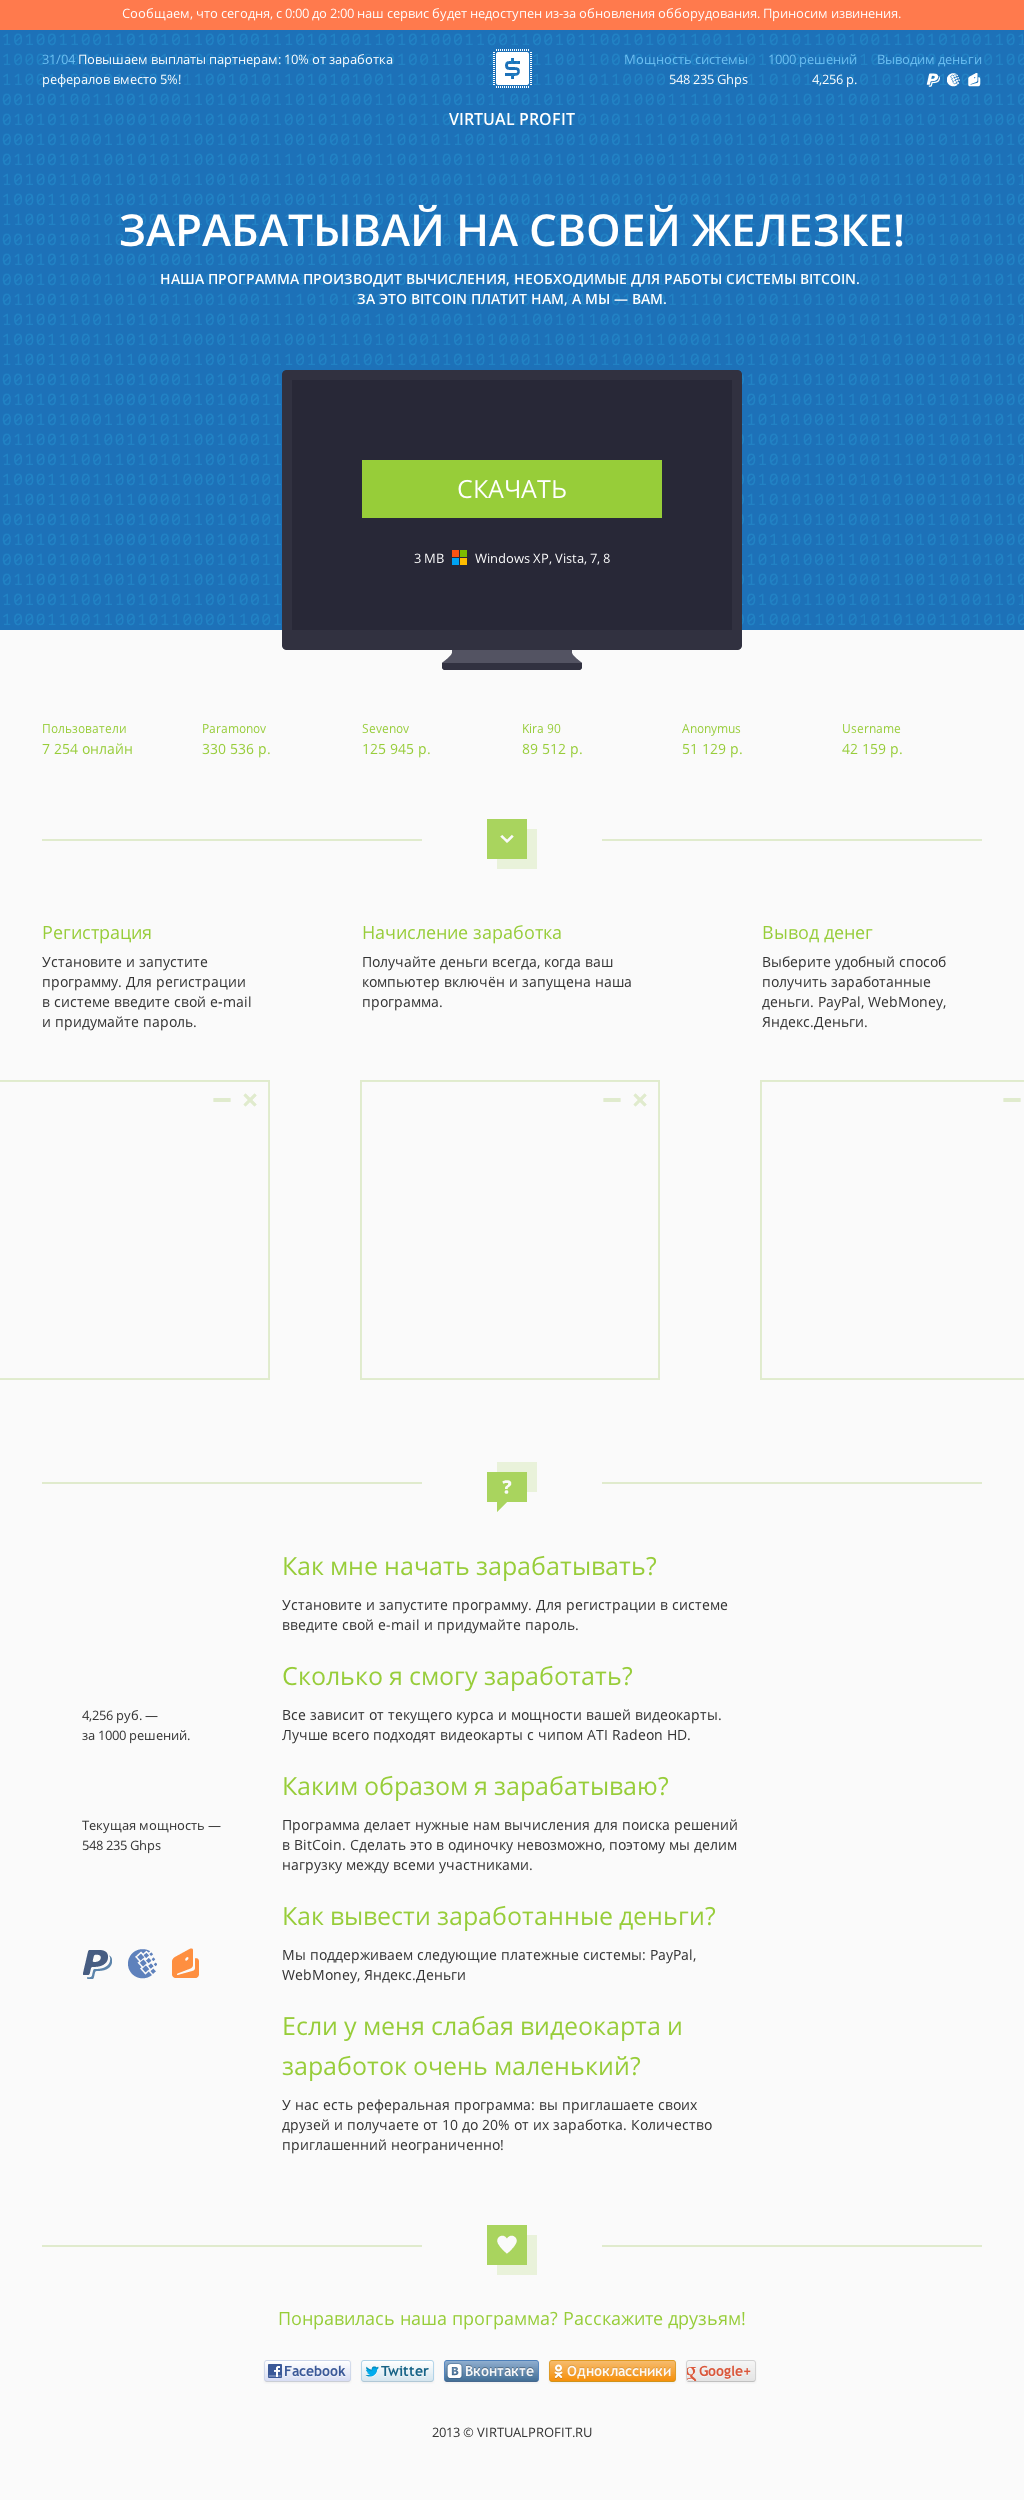 Сообщаем, что сегодня, с 0:00 до 2:00 наш сервис будет недоступен из-за обновления обборудования. Приносим извинения.
31/04 Повышаем выплаты партнерам: 10% от заработка
рефералов вместо 5%!
VIRTUAL PROFIT
Мощность системы
548 235 Ghps
1000 решений
4,256 р.
Выводим деньги
ЗАРАБАТЫВАЙ НА СВОЕЙ ЖЕЛЕЗКЕ!
НАША ПРОГРАММА ПРОИЗВОДИТ ВЫЧИСЛЕНИЯ, НЕОБХОДИМЫЕ ДЛЯ РАБОТЫ СИСТЕМЫ BITCOIN.
ЗА ЭТО BITCOIN ПЛАТИТ НАМ, А МЫ — ВАМ.
СКАЧАТЬ
3 MB Windows XP, Vista, 7, 8
Пользователи
7 254 онлайн
Paramonov
330 536 р.
Sevenov
125 945 р.
Kira 90
89 512 р.
Anonymus
51 129 р.
Username
42 159 р.
Регистрация
Установите и запустите
программу. Для регистрации
в системе введите свой e-mail
и придумайте пароль.
Начисление заработка
Получайте деньги всегда, когда ваш
компьютер включён и запущена наша
программа.
Вывод денег
Выберите удобный способ
получить заработанные
деньги. PayPal, WebMoney,
Яндекс.Деньги.
?
Как мне начать зарабатывать?
Установите и запустите программу. Для регистрации в системе
введите свой e-mail и придумайте пароль.
Сколько я смогу заработать?
4,256 руб. —
за 1000 решений.
Все зависит от текущего курса и мощности вашей видеокарты.
Лучше всего подходят видеокарты с чипом ATI Radeon HD.
Каким образом я зарабатываю?
Текущая мощность —
548 235 Ghps
Программа делает нужные нам вычисления для поиска решений
в BitCoin. Сделать это в одиночку невозможно, поэтому мы делим
нагрузку между всеми участниками.
Как вывести заработанные деньги?
Мы поддерживаем следующие платежные системы: PayPal,
WebMoney, Яндекс.Деньги
Если у меня слабая видеокарта и
заработок очень маленький?
У нас есть реферальная программа: вы приглашаете своих
друзей и получаете от 10 до 20% от их заработка. Количество
приглашенний неограниченно!
Понравилась наша программа? Расскажите друзьям!
Facebook
Twitter
Вконтакте
Одноклассники
Google+
2013 © VIRTUALPROFIT.RU